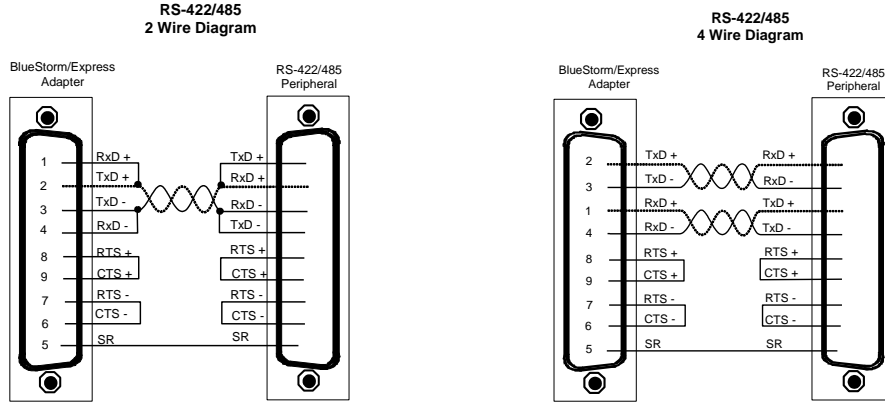 RS-422/485
2 Wire Diagram
BlueStorm/Express
Adapter
RS-422/485
Peripheral
1 RxD + TxD +
2 TxD + RxD +
3 TxD - RxD -
4 RxD - TxD -
8 RTS + RTS +
9 CTS + CTS +
7 RTS - RTS -
6 CTS - CTS -
5 SR SR
RS-422/485
4 Wire Diagram
BlueStorm/Express
Adapter
RS-422/485
Peripheral
2 TxD + RxD +
3 TxD - RxD -
1 RxD + TxD +
4 RxD - TxD -
8 RTS + RTS +
9 CTS + CTS +
7 RTS - RTS -
6 CTS - CTS -
5 SR SR